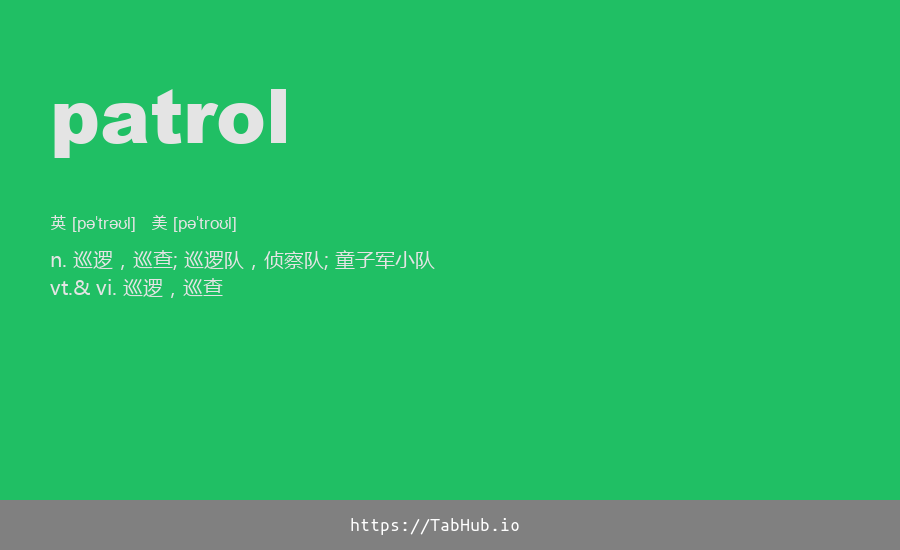 patrol
英 [pə'trəʊl]　美 [pə'troʊl]
n. 巡逻，巡查; 巡逻队，侦察队; 童子军小队
vt.& vi. 巡逻，巡查
https://TabHub.io